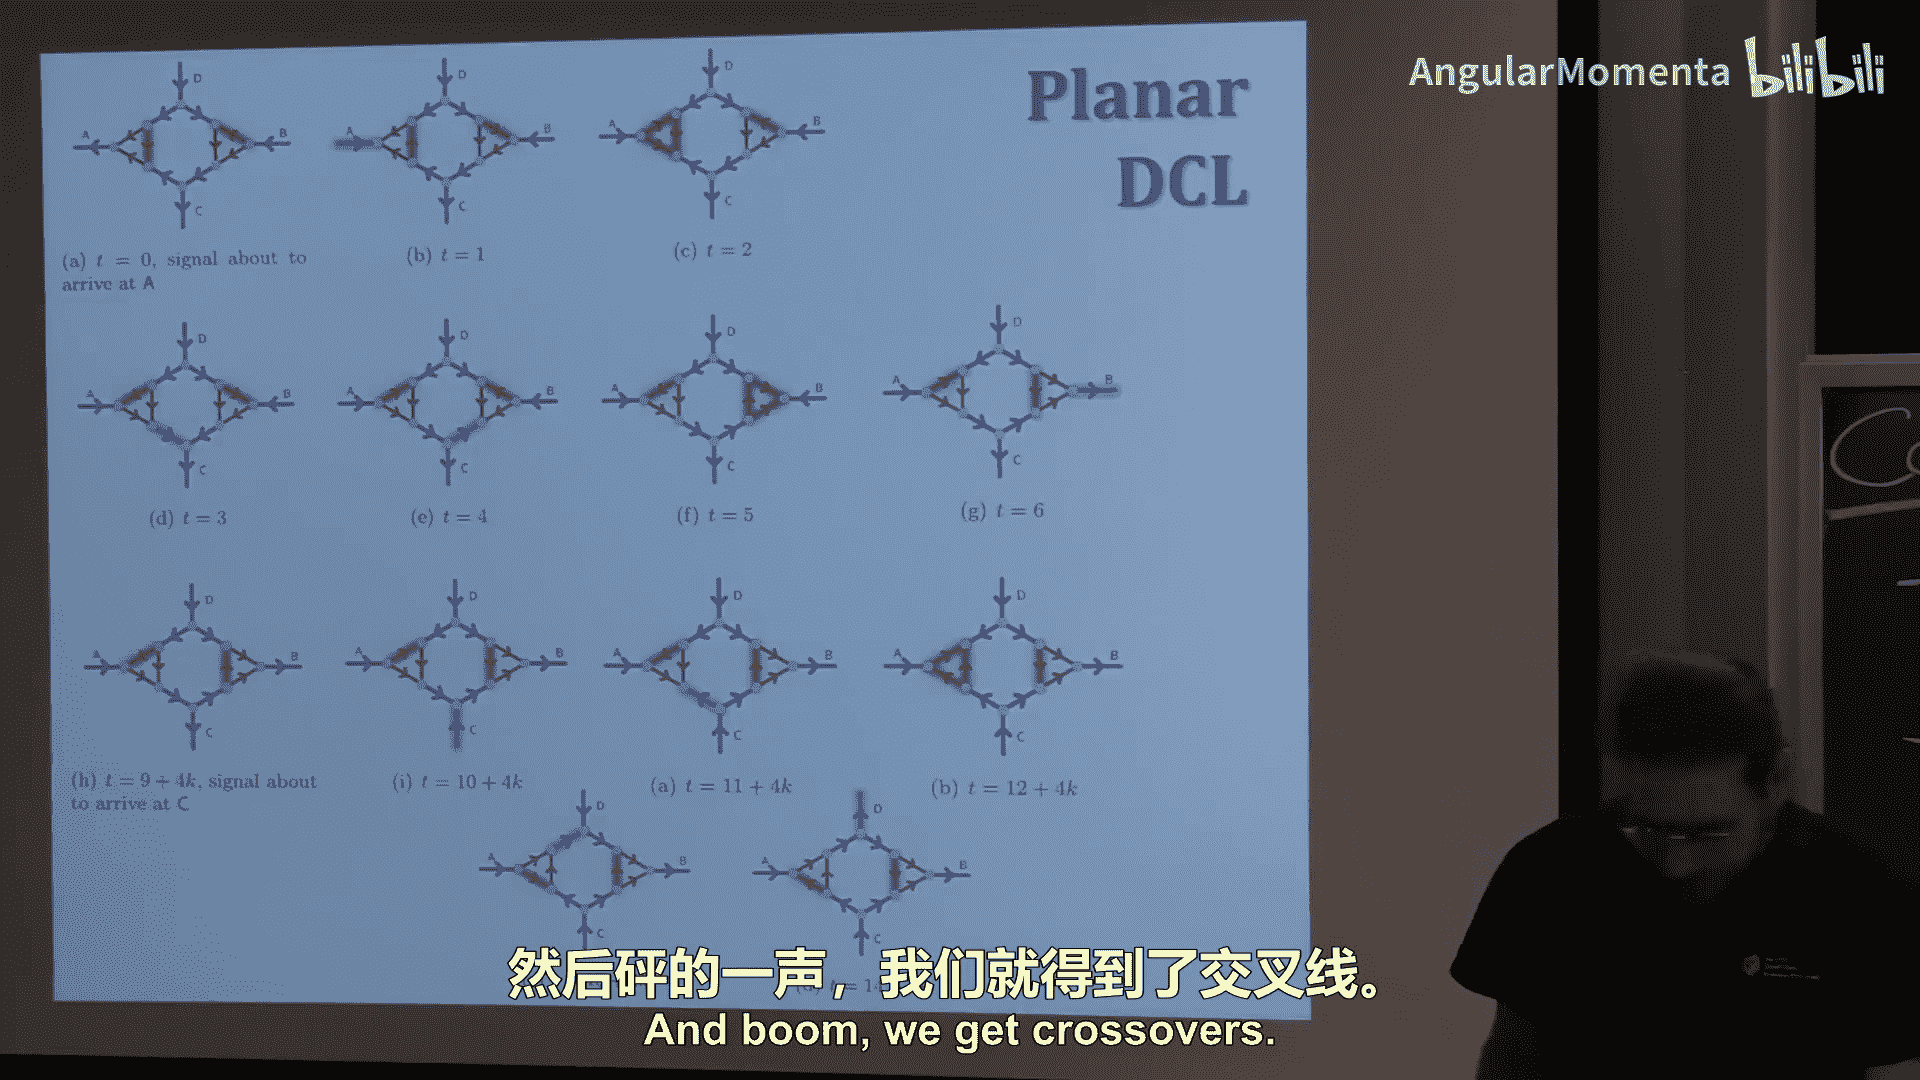 AngularMomenta bilibili
Planar
DCL
D
A
B
C
D
A
B
C
D
A
B
C
(a) t = 0, signal about to
arrive at A
(b) t = 1
(c) t = 2
D
A
B
C
D
A
B
C
D
A
B
C
D
A
B
C
(d) t = 3
(e) t = 4
(f) t = 5
(g) t = 6
D
A
B
C
D
A
B
C
D
A
B
C
D
A
B
C
(h) t = 9 + 4k, signal about
to arrive at C
(i) t = 10 + 4k
(a) t = 11 + 4k
(b) t = 12 + 4k
D
A
B
C
D
A
B
C
然后砰的一声，我们就得到了交叉线。
And boom, we get crossovers.